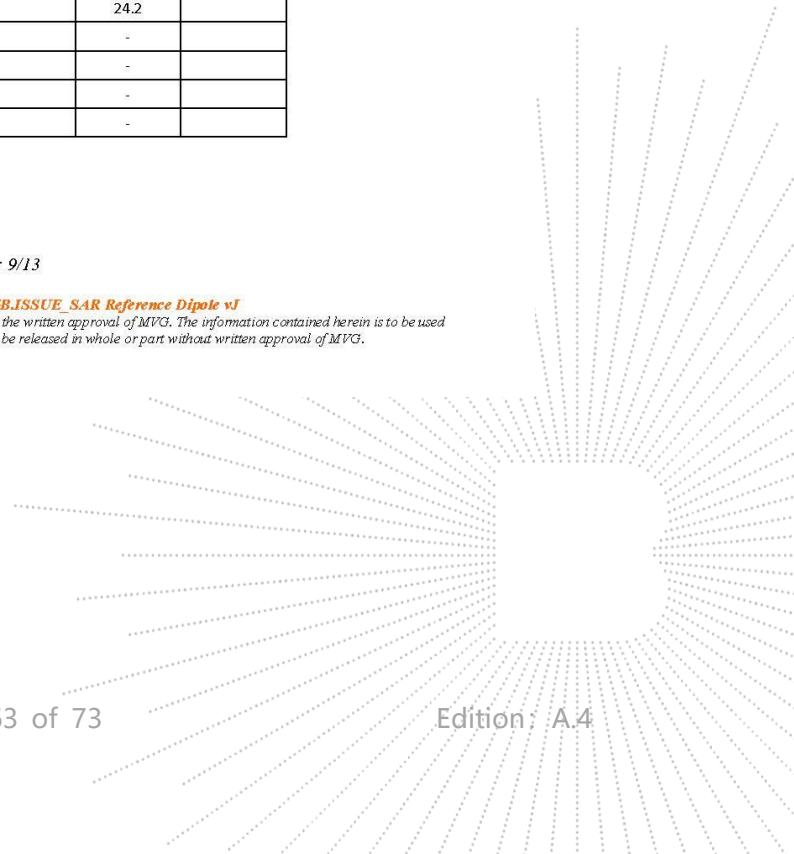 24.2
-
-
-
-
: 9/13
B.ISSUE_SAR Reference Dipole vJ
the written approval of MVG. The information contained herein is to be used
be released in whole or part without written approval of MVG.
3 of 73
Edition: A.4